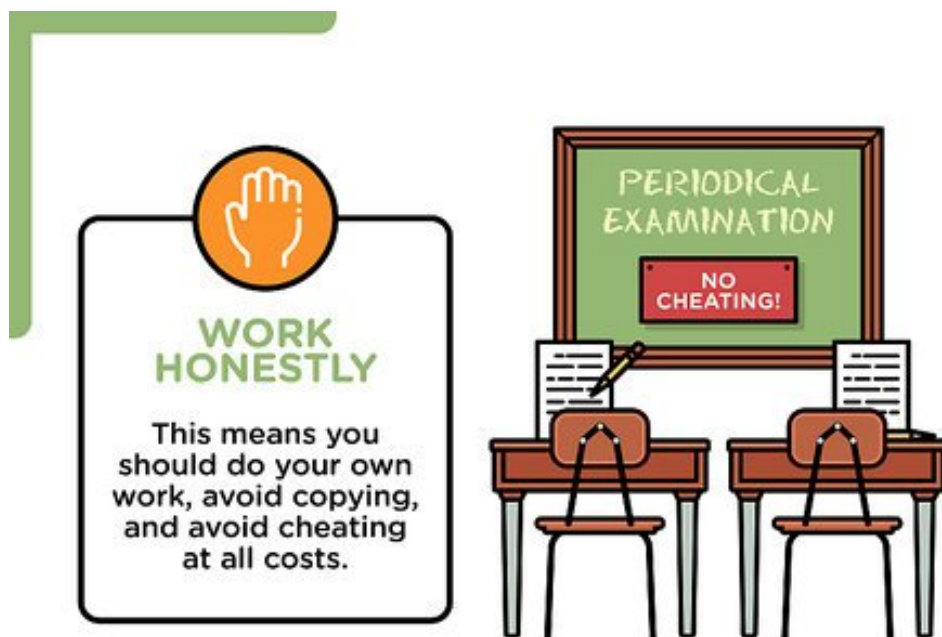 WORK
HONESTLY
This means you
should do your own
work, avoid copying,
and avoid cheating
at all costs.
PERIODICAL
EXAMINATION
NO
CHEATING!